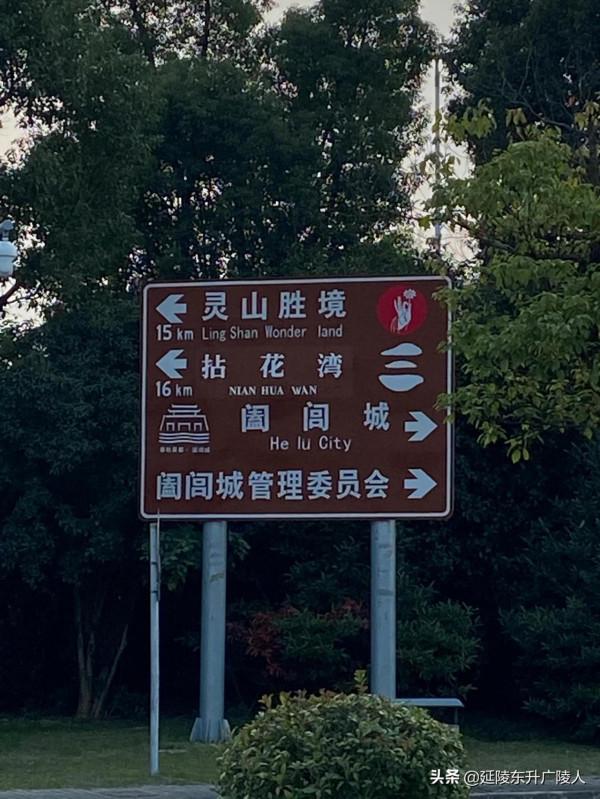 灵山胜境
15 km Ling Shan Wonder land
拈花湾
16 km NIAN HUA WAN
阖闾城
He lu City
阖闾城管理委员会
头条 @延陵东升广陵人